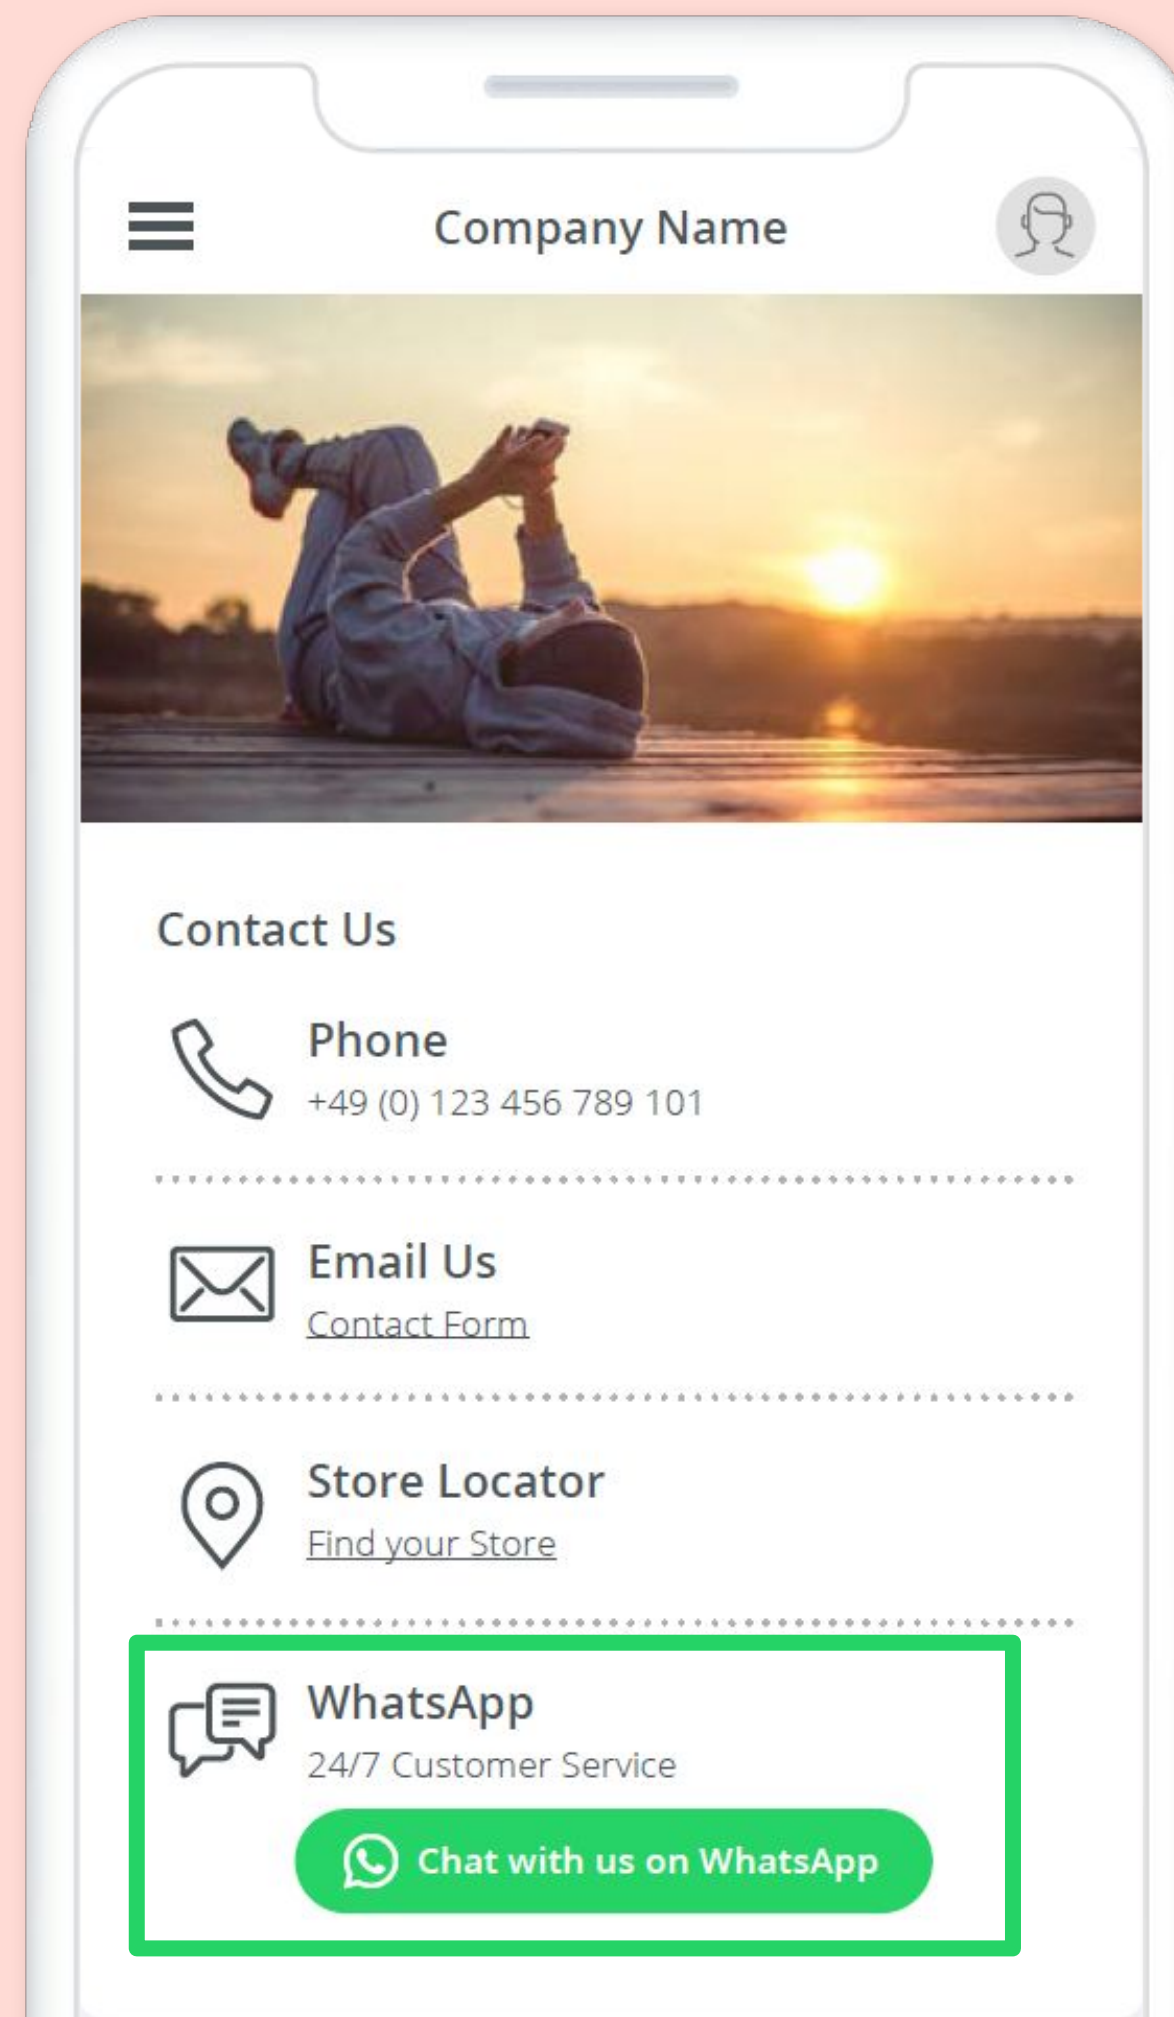 Company Name
Contact Us
Phone
+49 (0) 123 456 789 101
Email Us
Contact Form
Store Locator
Find your Store
WhatsApp
24/7 Customer Service
Chat with us on WhatsApp